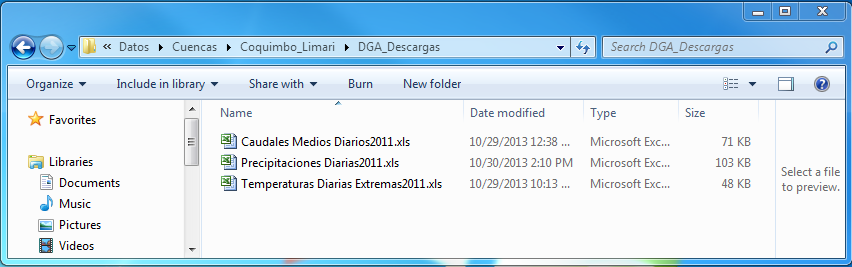 « Datos ▸ Cuencas ▸ Coquimbo_Limari ▸ DGA_Descargas
Search DGA_Descargas
Organize Include in library Share with Burn New folder
Favorites
Libraries
Documents
Music
Pictures
Videos
Name Date modified Type Size
Caudales Medios Diarios2011.xls 10/29/2013 12:38 ... Microsoft Exc... 71 KB
Precipitaciones Diarias2011.xls 10/30/2013 2:10 PM Microsoft Exc... 103 KB
Temperaturas Diarias Extremas2011.xls 10/29/2013 10:13 ... Microsoft Exc... 48 KB
Select a file
to preview.